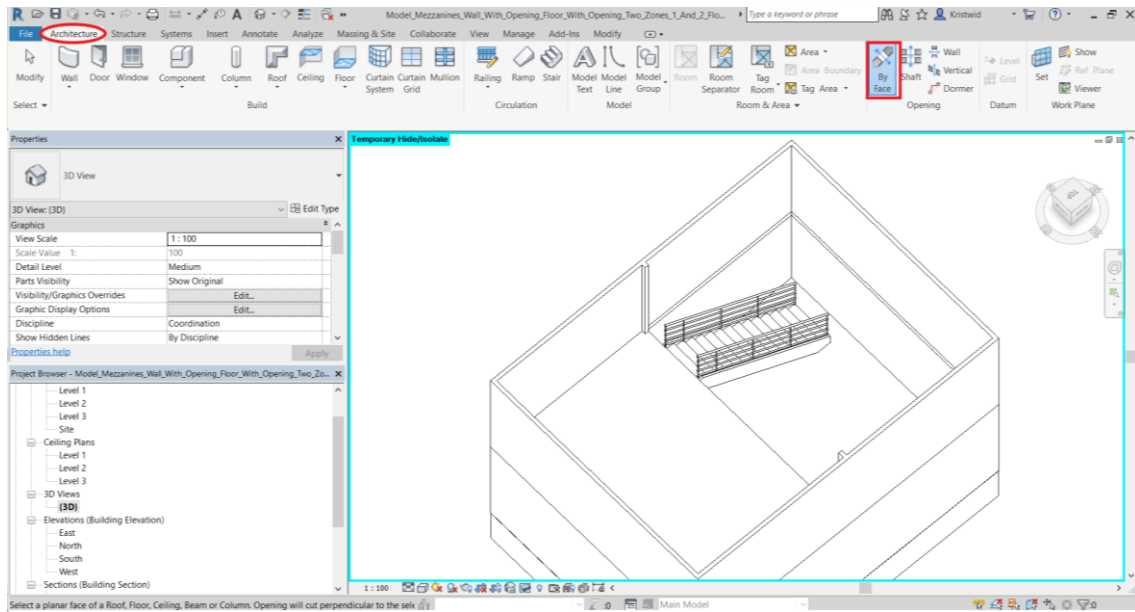 R A Model_Mezzanines_Wall_With_Opening_Floor_With_Opening_Two_Zones_1_And_2_Flo... Type a keyword or phrase Kristwid
File Architecture Structure Systems Insert Annotate Analyze Massing & Site Collaborate View Manage Add-Ins Modify
Modify Wall Door Window Component Column Roof Ceiling Floor Curtain System Curtain Grid Mullion Railing Ramp Stair Model Text Model Line Model Group Room Room Separator Tag Room Area Area Boundary Tag Area By Face Shaft Wall Vertical Dormer Level Grid Set Show Ref Plane Viewer
Select Build Circulation Model Room & Area Opening Datum Work Plane
Properties
Temporary Hide/Isolate
3D View
3D View: {3D} Edit Type
Graphics
View Scale 1 : 100
Scale Value 1: 100
Detail Level Medium
Parts Visibility Show Original
Visibility/Graphics Overrides Edit...
Graphic Display Options Edit...
Discipline Coordination
Show Hidden Lines By Discipline
Properties help Apply
Project Browser - Model_Mezzanines_Wall_With_Opening_Floor_With_Opening_Two_Zo...
Level 1
Level 2
Level 3
Site
Ceiling Plans
Level 1
Level 2
Level 3
3D Views
{3D}
Elevations (Building Elevation)
East
North
South
West
Sections (Building Section)
1 : 100
Select a planar face of a Roof, Floor, Ceiling, Beam or Column. Opening will cut perpendicular to the sele :0 Main Model :0